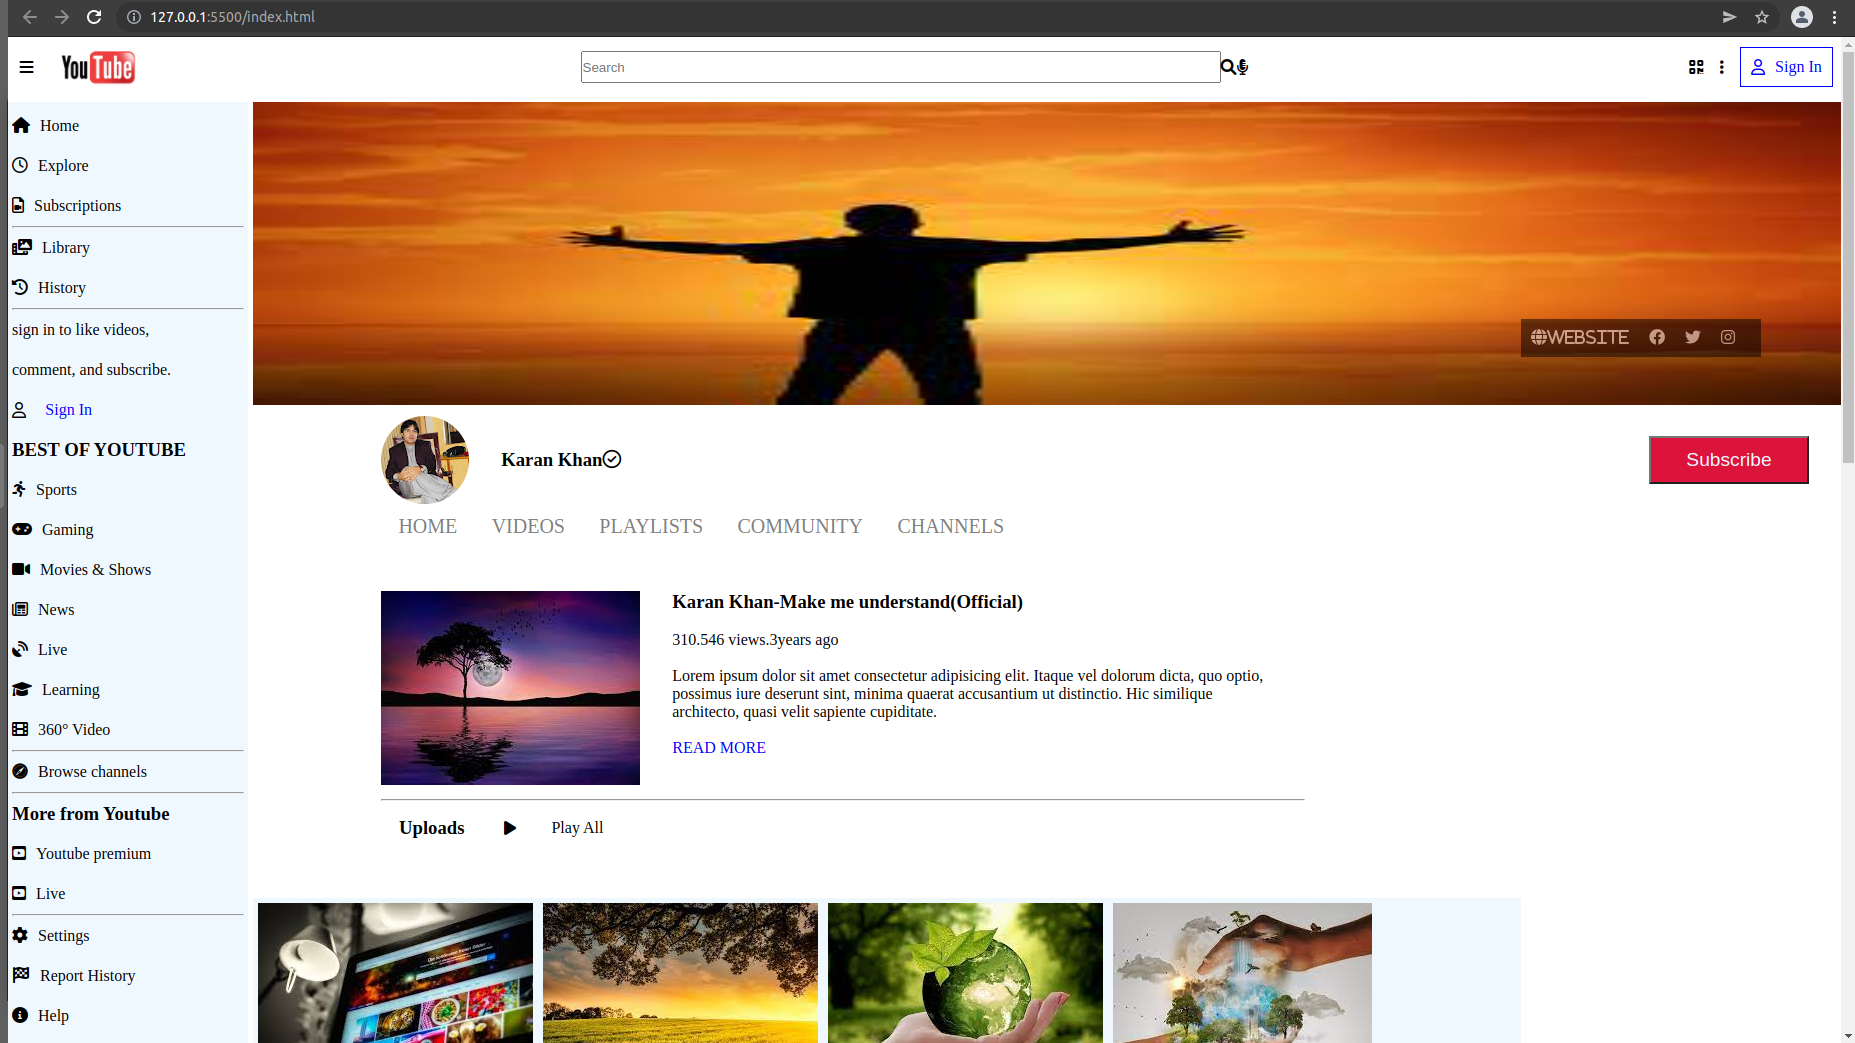 127.0.0.1:5500/index.html
YouTube
Search
Sign In
Home
Explore
Subscriptions
Library
History
sign in to like videos,
comment, and subscribe.
Sign In
BEST OF YOUTUBE
Sports
Gaming
Movies & Shows
News
Live
Learning
360° Video
Browse channels
More from Youtube
Youtube premium
Live
Settings
Report History
Help
WEBSITE
Karan Khan
Subscribe
HOME VIDEOS PLAYLISTS COMMUNITY CHANNELS
Karan Khan-Make me understand(Official)
310.546 views.3years ago
Lorem ipsum dolor sit amet consectetur adipisicing elit. Itaque vel dolorum dicta, quo optio,
possimus iure deserunt sint, minima quaerat accusantium ut distinctio. Hic similique
architecto, quasi velit sapiente cupiditate.
READ MORE
Uploads Play All